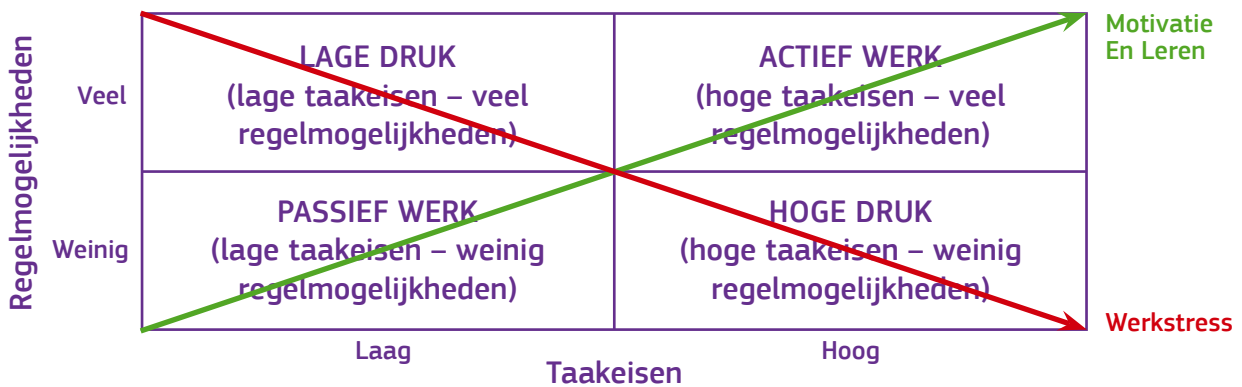 Regelmogelijkheden
Veel
Weinig
LAGE DRUK
(lage taakeisen – veel
regelmogelijkheden)
ACTIEF WERK
(hoge taakeisen – veel
regelmogelijkheden)
Motivatie
En Leren
PASSIEF WERK
(lage taakeisen – weinig
regelmogelijkheden)
HOGE DRUK
(hoge taakeisen – weinig
regelmogelijkheden)
Werkstress
Laag
Hoog
Taakeisen